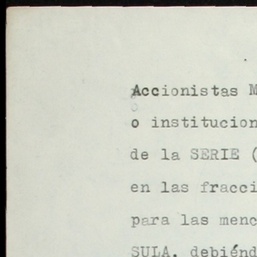 Accionistas M
o institucion
de la SERIE (
en las fracci
para las menc
SULA, debiénd